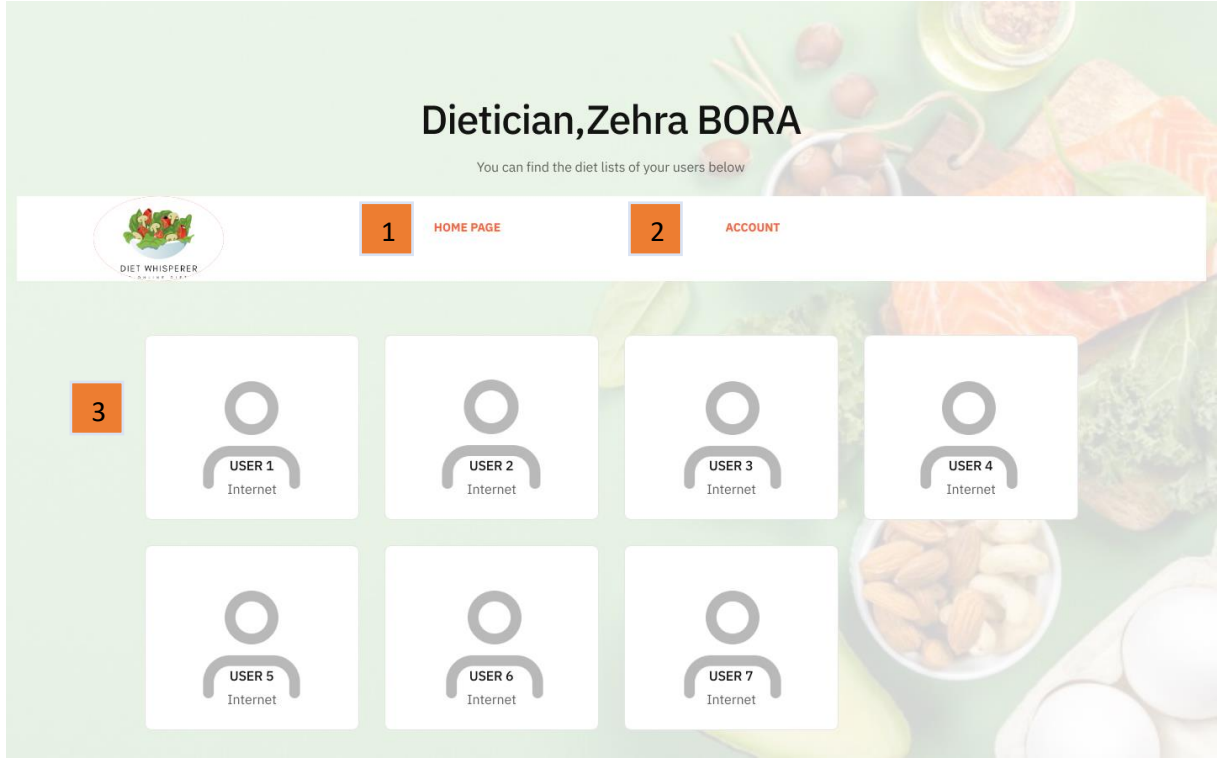 Dietician,Zehra BORA
You can find the diet lists of your users below
DIET WHISPERER
1 HOME PAGE 2 ACCOUNT
3
USER 1 USER 2 USER 3 USER 4
Internet Internet Internet Internet
USER 5 USER 6 USER 7
Internet Internet Internet